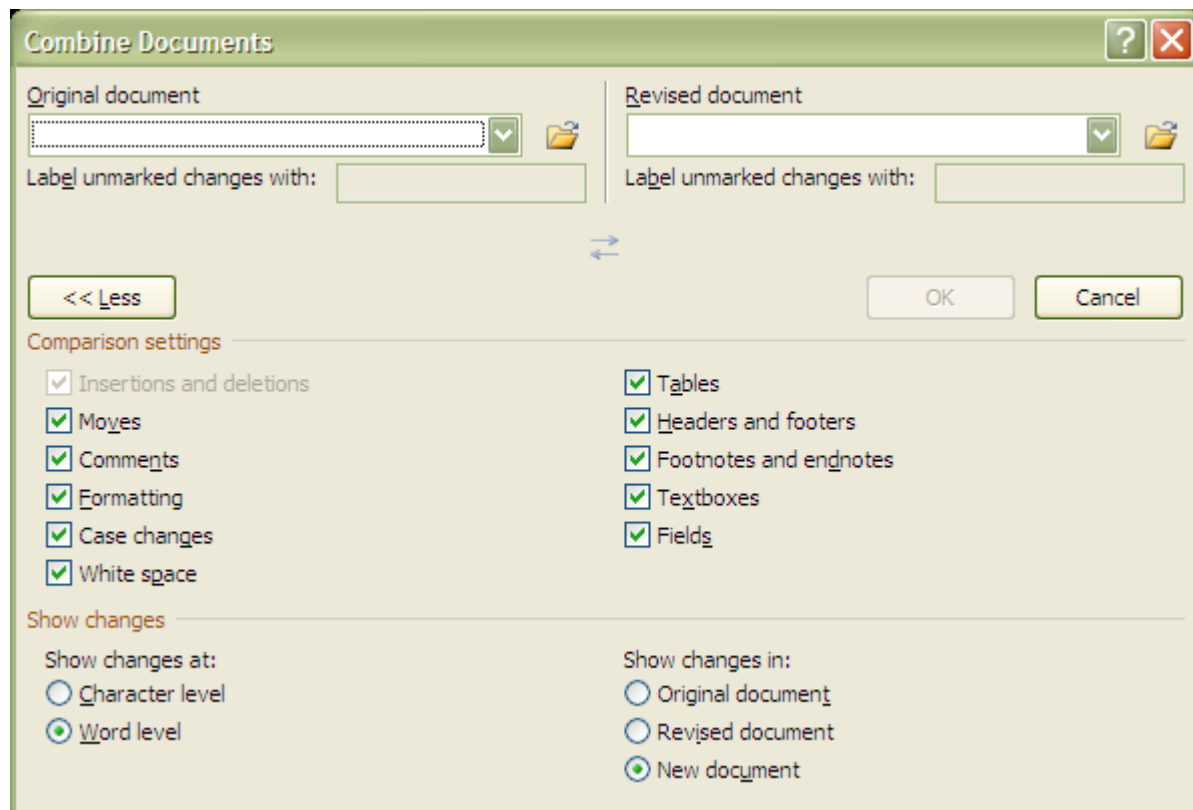 Combine Documents ?
Original document
Label unmarked changes with:
Revised document
Label unmarked changes with:
<< Less
OK
Cancel
Comparison settings
Insertions and deletions
Moves
Comments
Formatting
Case changes
White space
Tables
Headers and footers
Footnotes and endnotes
Textboxes
Fields
Show changes
Show changes at:
Character level
Word level
Show changes in:
Original document
Revised document
New document